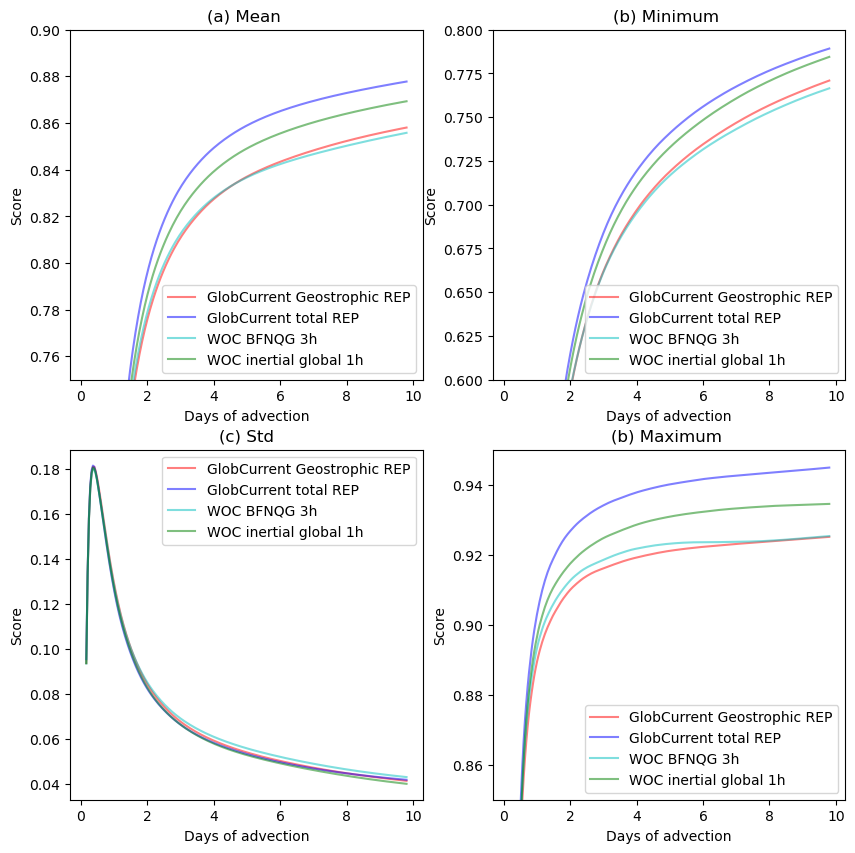 (a) Mean
0.90
0.88
0.86
0.84
0.82
0.80
0.78
0.76
Score
0 2 4 6 8 10
Days of advection
GlobCurrent Geostrophic REP
GlobCurrent total REP
WOC BFNQG 3h
WOC inertial global 1h
(b) Minimum
0.800
0.775
0.750
0.725
0.700
0.675
0.650
0.625
0.600
Score
0 2 4 6 8 10
Days of advection
GlobCurrent Geostrophic REP
GlobCurrent total REP
WOC BFNQG 3h
WOC inertial global 1h
(c) Std
0.18
0.16
0.14
0.12
0.10
0.08
0.06
0.04
Score
0 2 4 6 8 10
Days of advection
GlobCurrent Geostrophic REP
GlobCurrent total REP
WOC BFNQG 3h
WOC inertial global 1h
(b) Maximum
0.94
0.92
0.90
0.88
0.86
Score
0 2 4 6 8 10
Days of advection
GlobCurrent Geostrophic REP
GlobCurrent total REP
WOC BFNQG 3h
WOC inertial global 1h